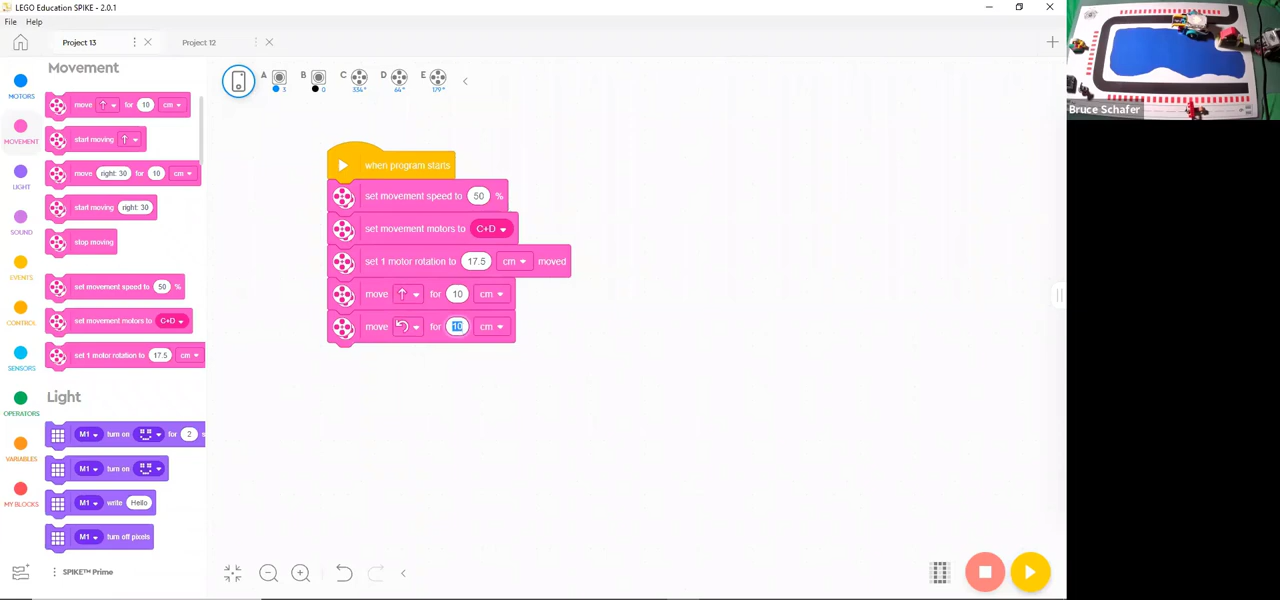 LEGO Education SPIKE - 2.0.1
File Help
Project 13
Project 12
MOTORS
MOVEMENT
LIGHT
SOUND
EVENTS
CONTROL
SENSORS
OPERATORS
VARIABLES
MY BLOCKS
Movement
move for 10 cm
start moving
move right: 30 for 10 cm
start moving right: 30
stop moving
set movement speed to 50 %
set movement motors to C+D
set 1 motor rotation to 17.5 cm
Light
M1 turn on for 2 s
M1 turn on
M1 write Hello
M1 turn off pixels
SPIKE™ Prime
A 3
B 0
C 334°
D 64°
E 179°
when program starts
set movement speed to 50 %
set movement motors to C+D
set 1 motor rotation to 17.5 cm moved
move for 10 cm
move for 10 cm
Bruce Schafer